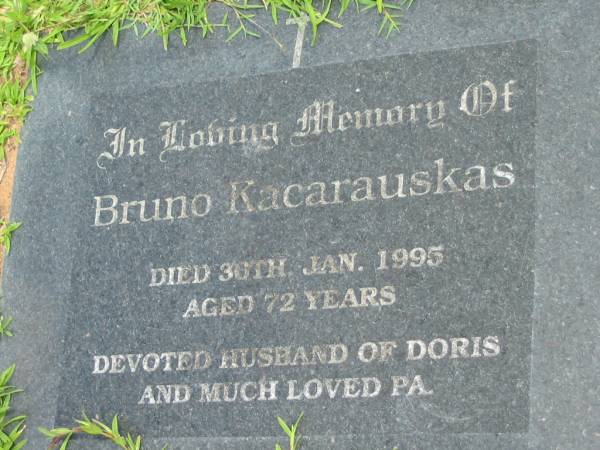 In Loving Memory Of
Bruno Kacarauskas
DIED 30TH. JAN. 1995
AGED 72 YEARS
DEVOTED HUSBAND OF DORIS
AND MUCH LOVED PA.